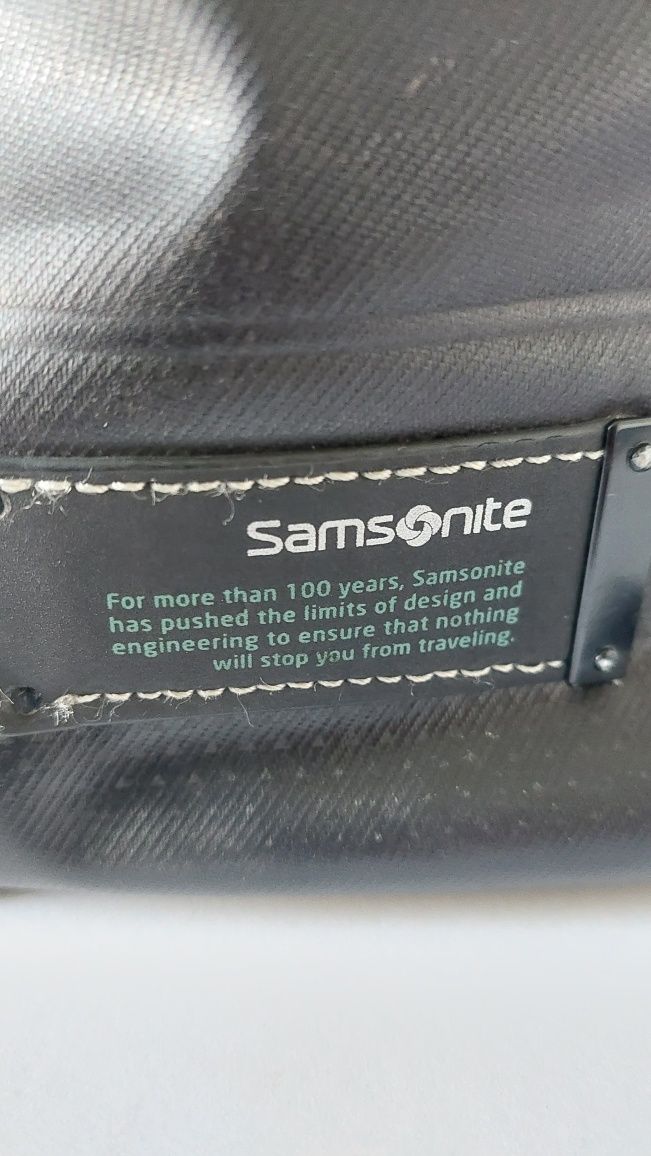 Samsonite
For more than 100 years, Samsonite
has pushed the limits of design and
engineering to ensure that nothing
will stop you from traveling.